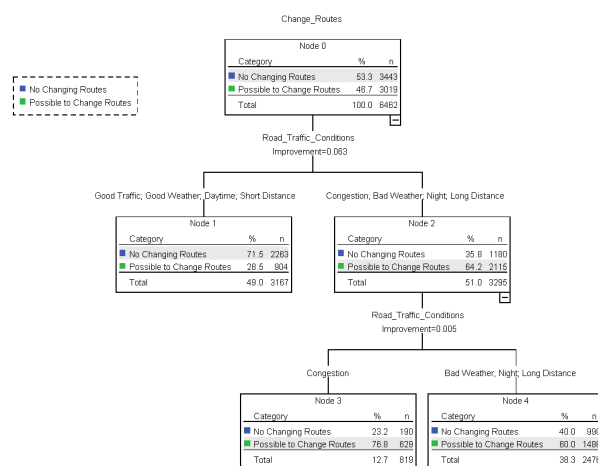 Change_Routes
No Changing Routes
Possible to Change Routes
Node 0
Category % n
No Changing Routes 53.3 3443
Possible to Change Routes 46.7 3019
Total 100.0 6462
Road_Traffic_Conditions
Improvement=0.063
Good Traffic; Good Weather; Daytime; Short Distance
Congestion; Bad Weather; Night; Long Distance
Node 1
Category % n
No Changing Routes 71.5 2263
Possible to Change Routes 28.5 904
Total 49.0 3167
Node 2
Category % n
No Changing Routes 35.8 1180
Possible to Change Routes 64.2 2115
Total 51.0 3295
Road_Traffic_Conditions
Improvement=0.005
Congestion
Bad Weather; Night; Long Distance
Node 3
Category % n
No Changing Routes 23.2 190
Possible to Change Routes 76.8 629
Total 12.7 819
Node 4
Category % n
No Changing Routes 40.0 990
Possible to Change Routes 60.0 1486
Total 38.3 2476